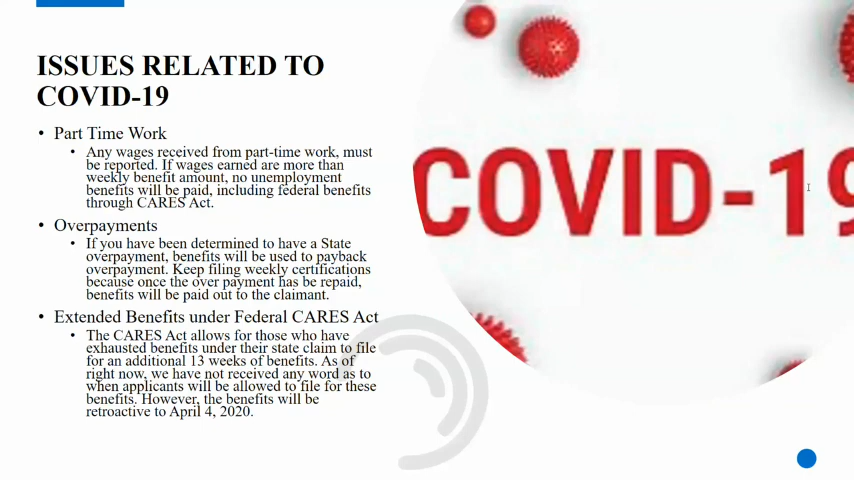 ISSUES RELATED TO
COVID-19
• Part Time Work
• Any wages received from part-time work, must
be reported. If wages earned are more than
weekly benefit amount, no unemployment
benefits will be paid, including federal benefits
through CARES Act.
• Overpayments
• If you have been determined to have a State
overpayment, benefits will be used to payback
overpayment. Keep filing weekly certifications
because once the over payment has be repaid,
benefits will be paid out to the claimant.
• Extended Benefits under Federal CARES Act
• The CARES Act allows for those who have
exhausted benefits under their state claim to file
for an additional 13 weeks of benefits. As of
right now, we have not received any word as to
when applicants will be allowed to file for these
benefits. However, the benefits will be
retroactive to April 4, 2020.
COVID-19